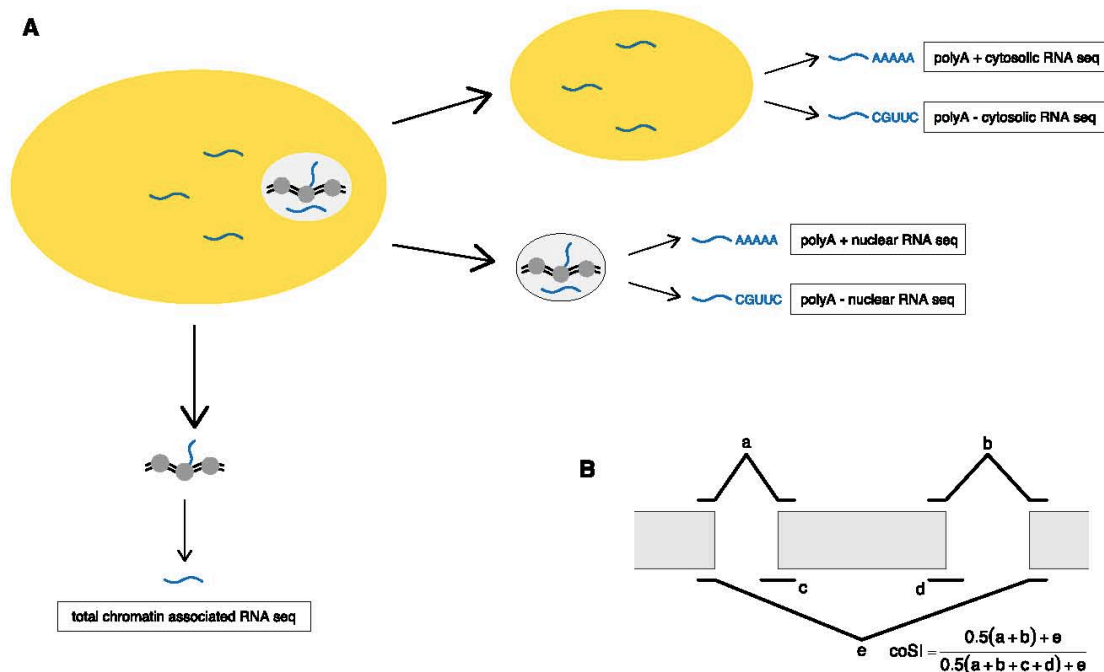 A
AAAAA
polyA + cytosolic RNA seq
CGUUC
polyA - cytosolic RNA seq
AAAAA
polyA + nuclear RNA seq
CGUUC
polyA - nuclear RNA seq
total chromatin associated RNA seq
B
a
b
c
d
e
coSI = 0.5(a+b)+e / 0.5(a+b+c+d)+e